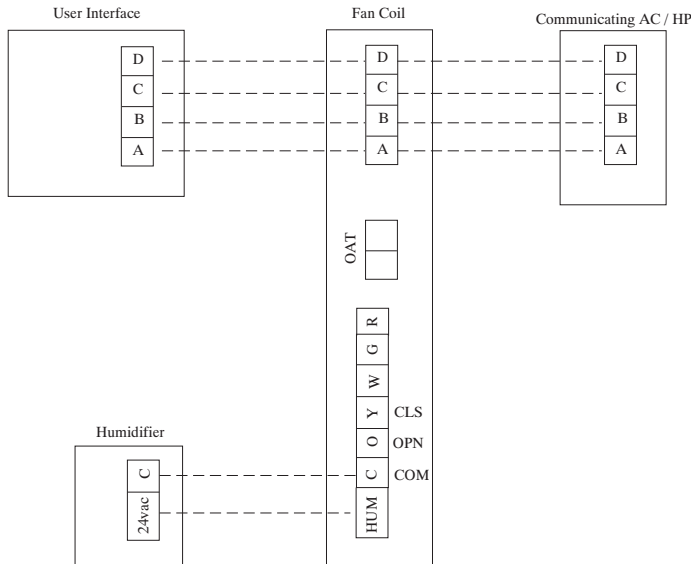 User Interface
Fan Coil
Communicating AC / HP
D
C
B
A
D
C
B
A
D
C
B
A
OAT
R
G
W
Y CLS
O OPN
C COM
HUM
Humidifier
C
24vac